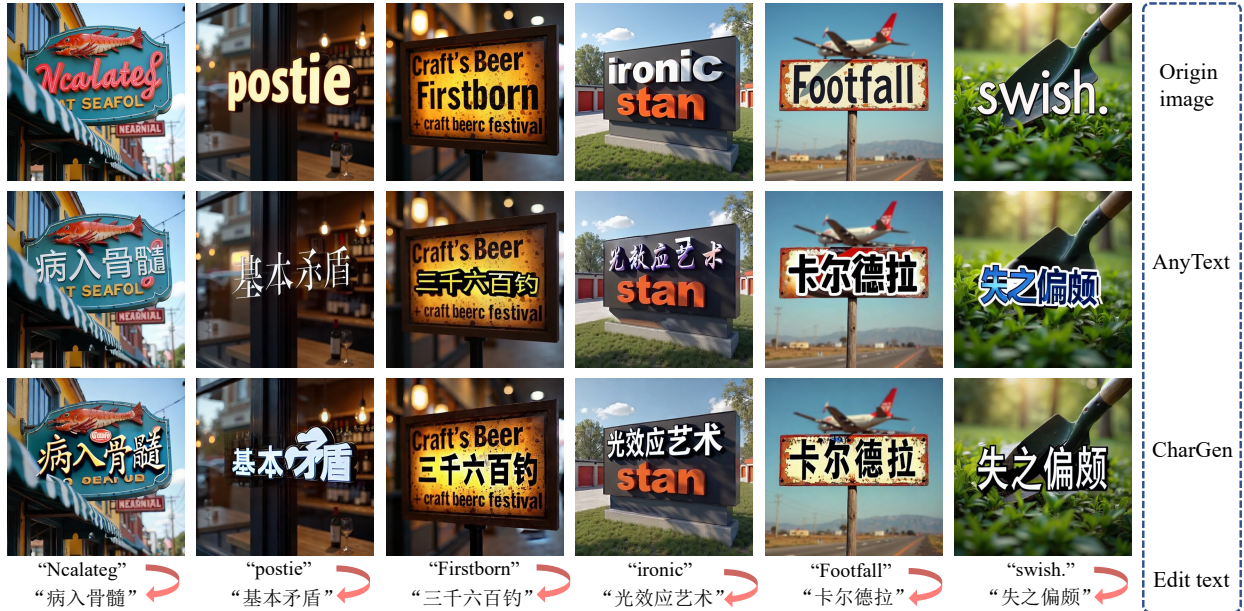 Ncalateg
AT SEAFOL
NEARNIAL
postie
Craft's Beer
Firstborn
+ craft beerc festival
ironic
stan
Footfall
swish.
Origin
image
病入骨髓
AT SEAFOL
NEARNIAL
基本矛盾
Craft's Beer
三千六百钓
+ craft beerc festival
光效应艺术
stan
卡尔德拉
失之偏颇
AnyText
病入骨髓
基本矛盾
Craft's Beer
三千六百钓
+ craft beerc festival
光效应艺术
stan
卡尔德拉
失之偏颇
CharGen
“Ncalateg”
“病入骨髓”
“postie”
“基本矛盾”
“Firstborn”
“三千六百钓”
“ironic”
“光效应艺术”
“Footfall”
“卡尔德拉”
“swish.”
“失之偏颇”
Edit text